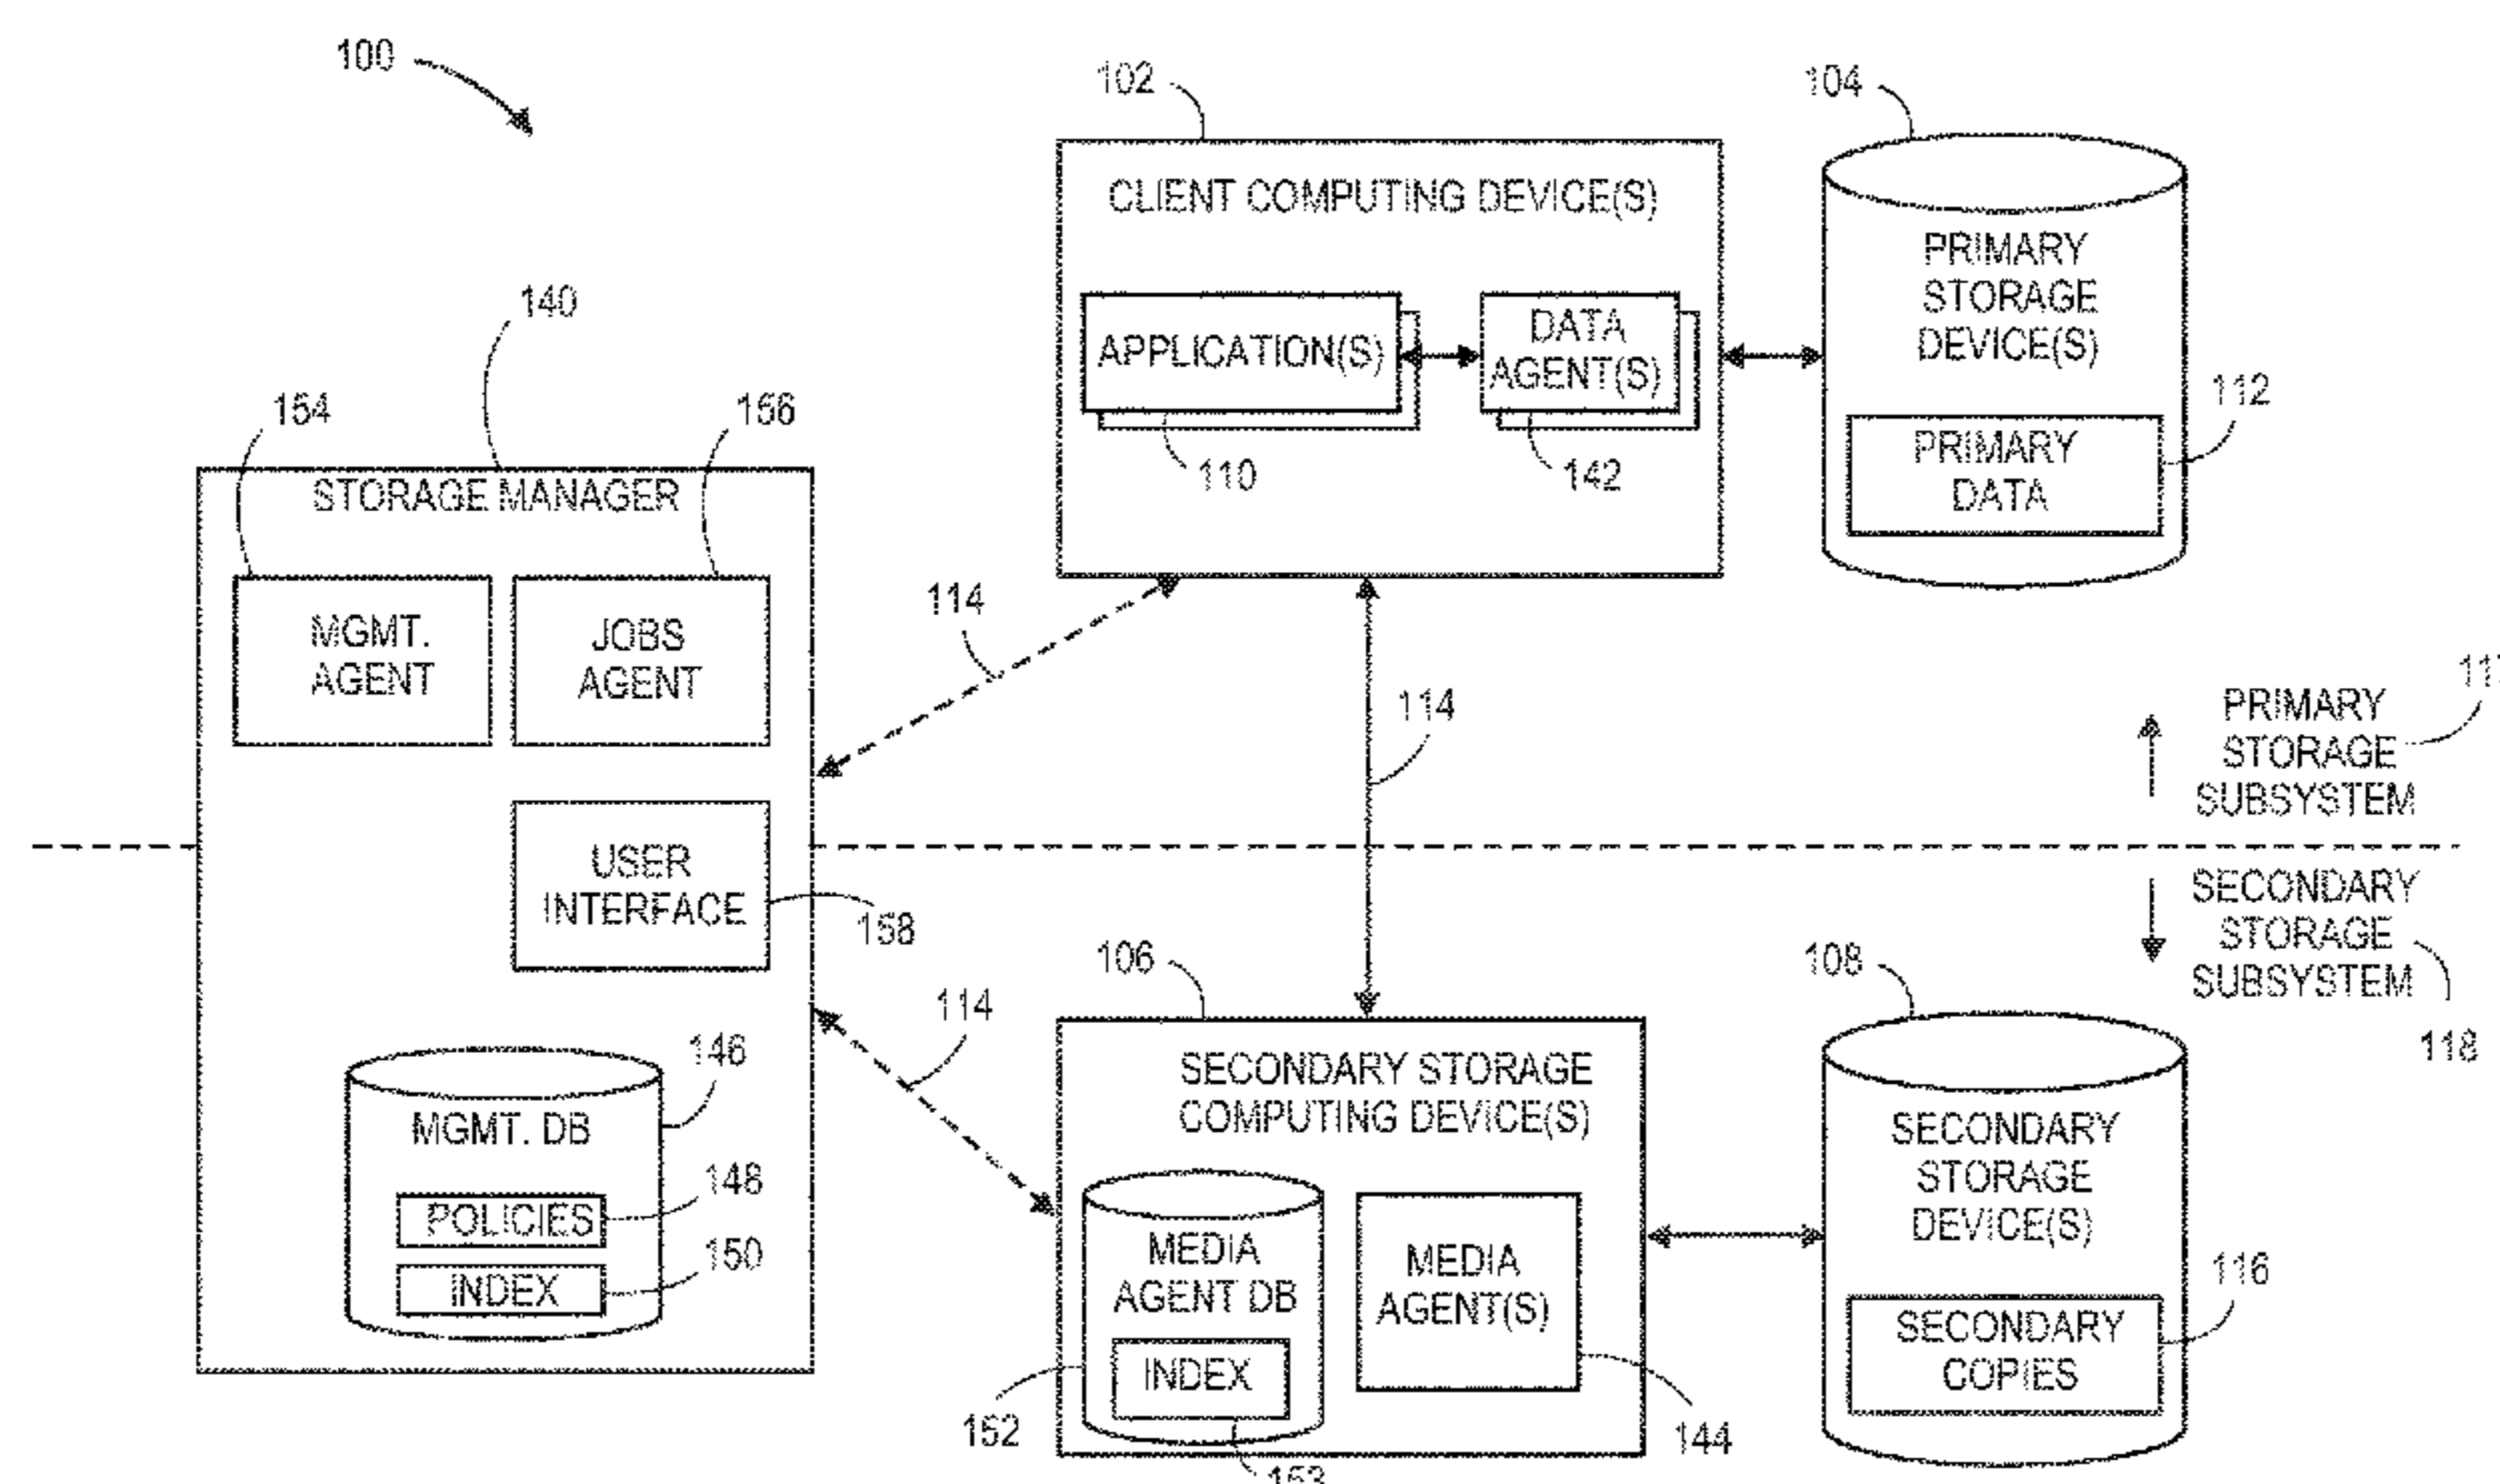 100
102
104
CLIENT COMPUTING DEVICE(S)
APPLICATION(S)
DATA
AGENT(S)
110
142
PRIMARY
STORAGE
DEVICE(S)
112
PRIMARY
DATA
140
154
156
STORAGE MANAGER
MGMT.
AGENT
JOBS
AGENT
114
114
PRIMARY
STORAGE
SUBSYSTEM
USER
INTERFACE
158
SECONDARY
STORAGE
SUBSYSTEM
118
114
106
108
146
MGMT. DB
148
POLICIES
150
INDEX
SECONDARY STORAGE
COMPUTING DEVICE(S)
MEDIA
AGENT DB
INDEX
MEDIA
AGENT(S)
152
144
SECONDARY
STORAGE
DEVICE(S)
116
SECONDARY
COPIES